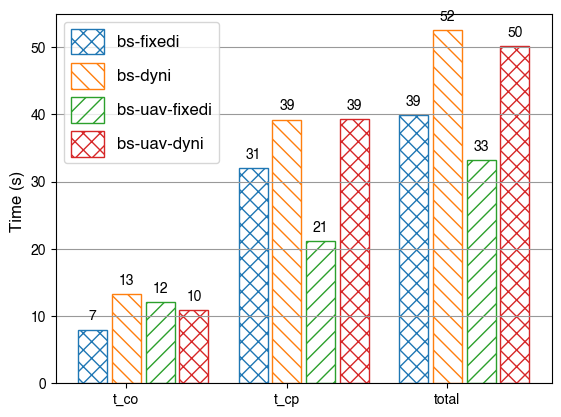 52
50
50
bs-fixedi
bs-dyni
bs-uav-fixedi
bs-uav-dyni
40
39
39
39
33
31
30
21
20
Time (s)
13
12
10
10
7
0
t_co
t_cp
total